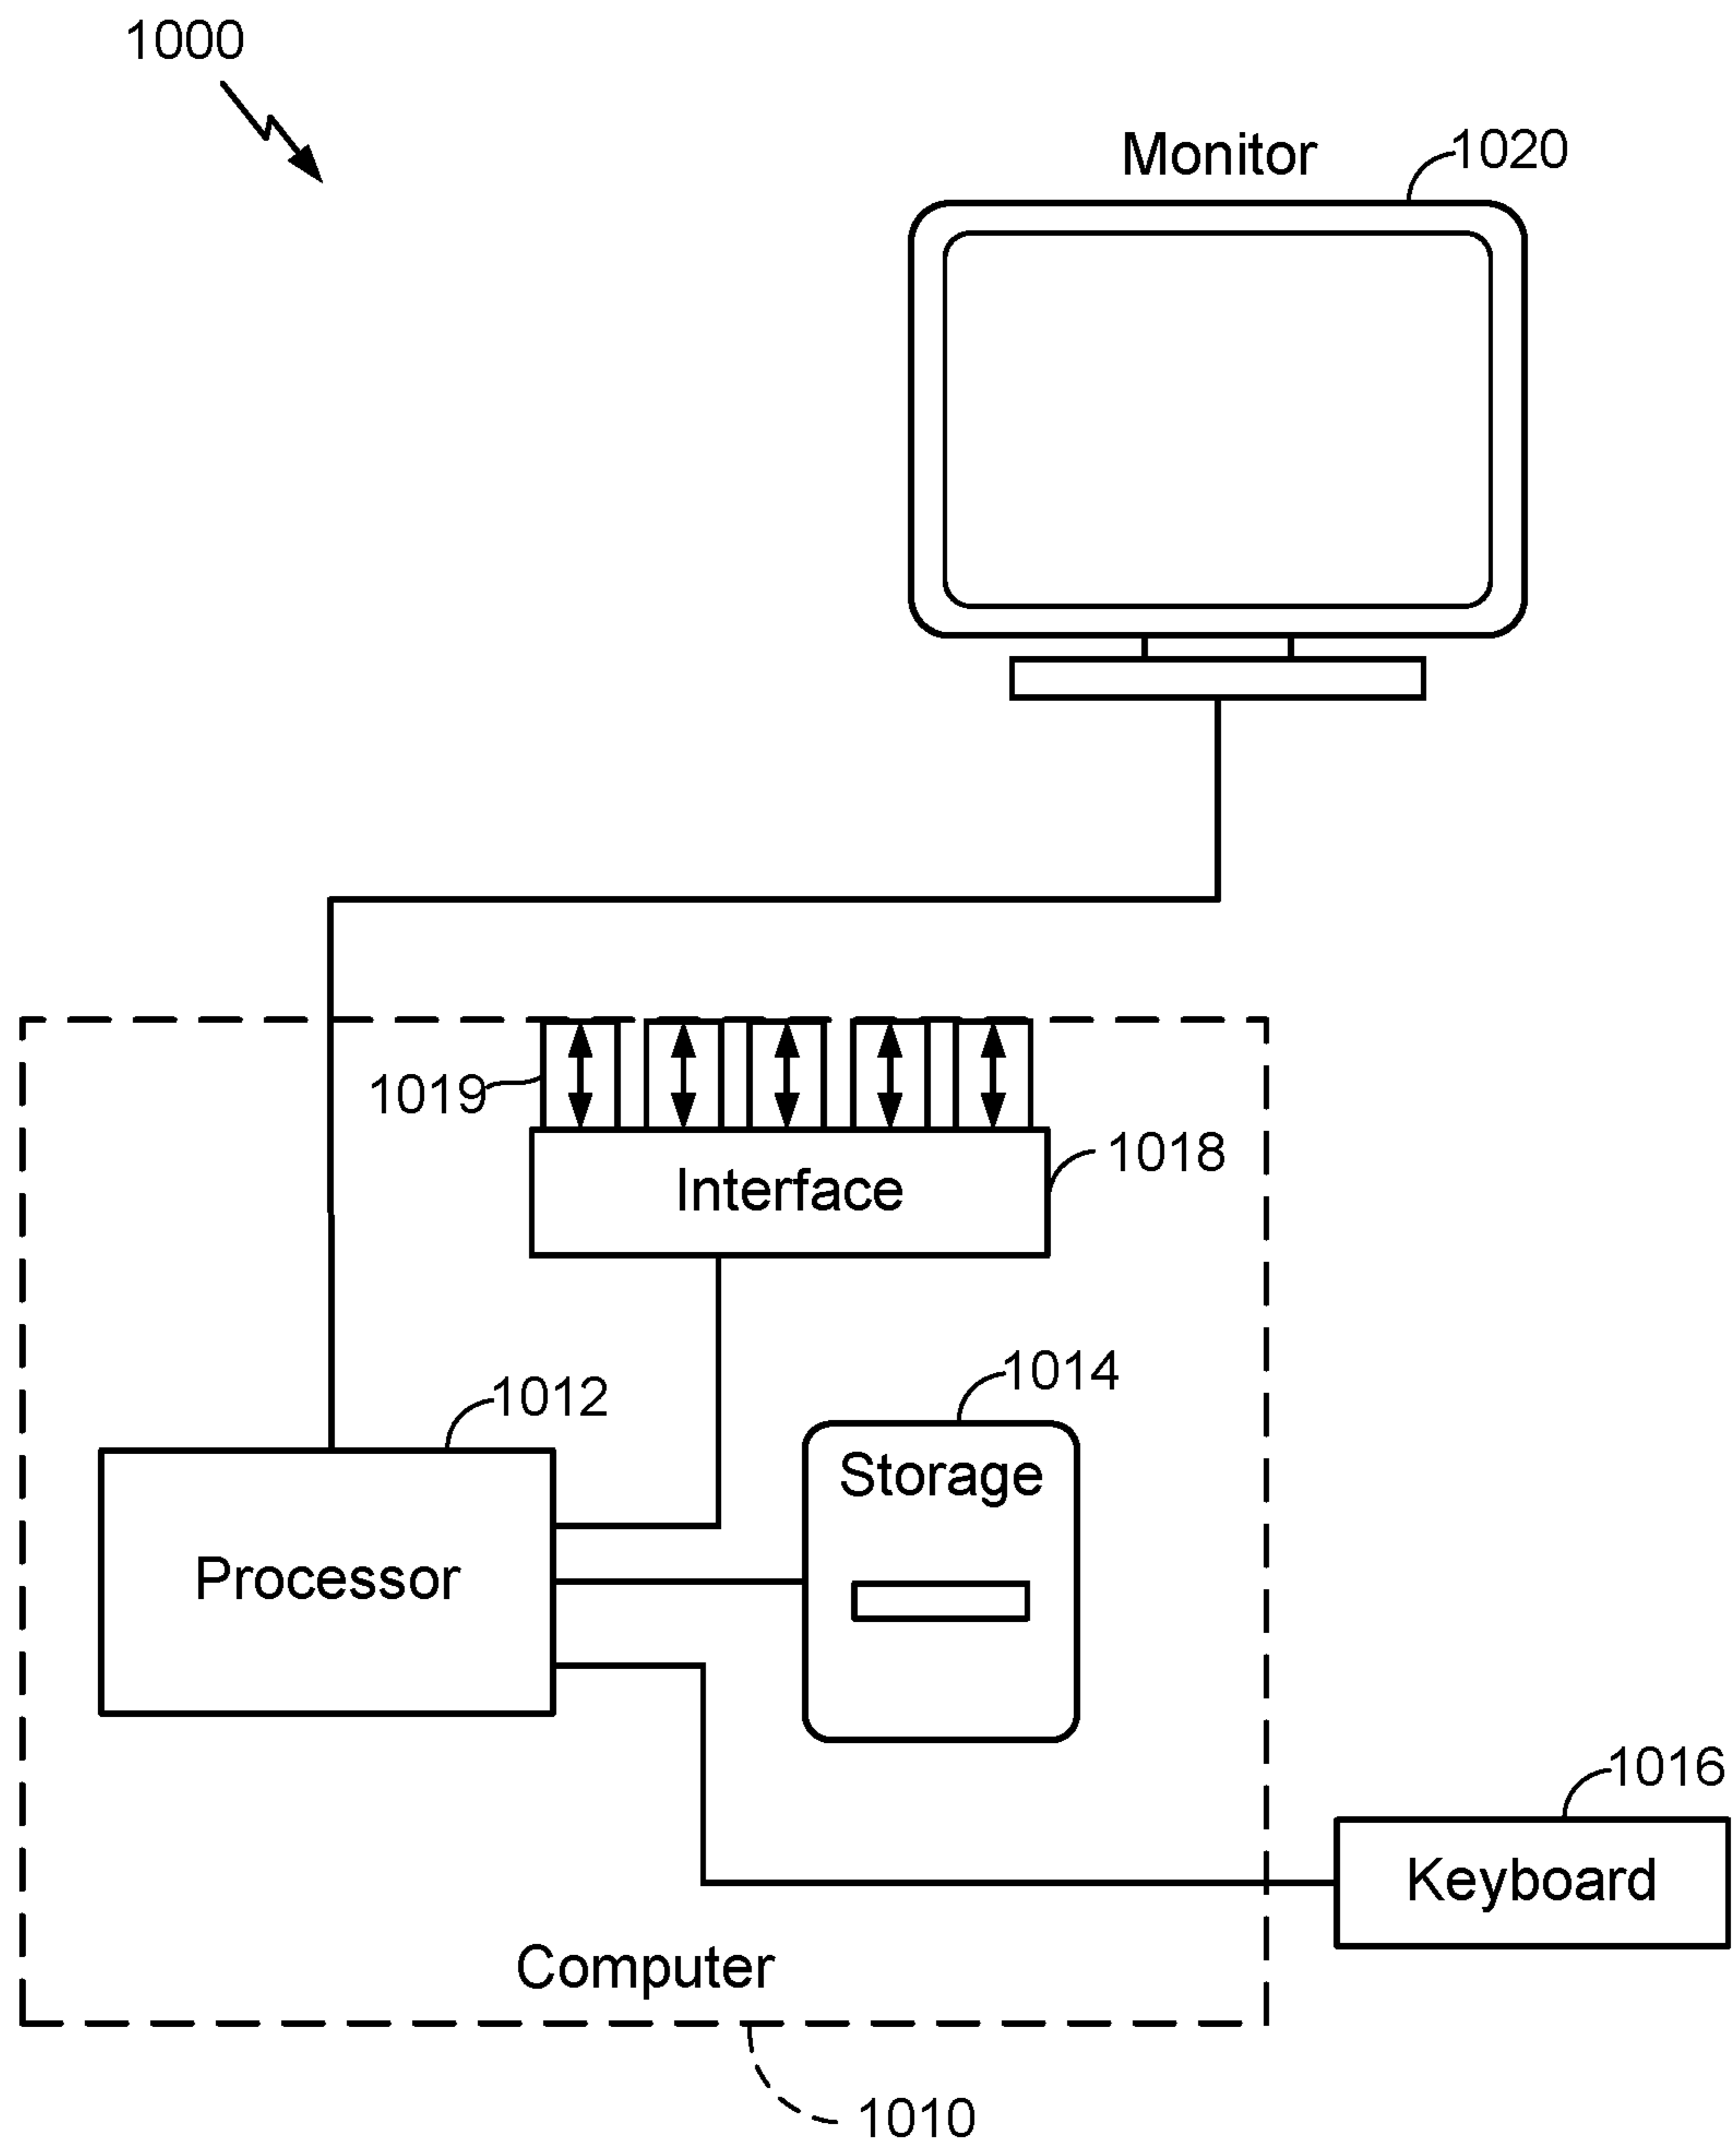 1000
Monitor
1020
1019
1018
Interface
1014
1012
Storage
Processor
1016
Keyboard
Computer
1010